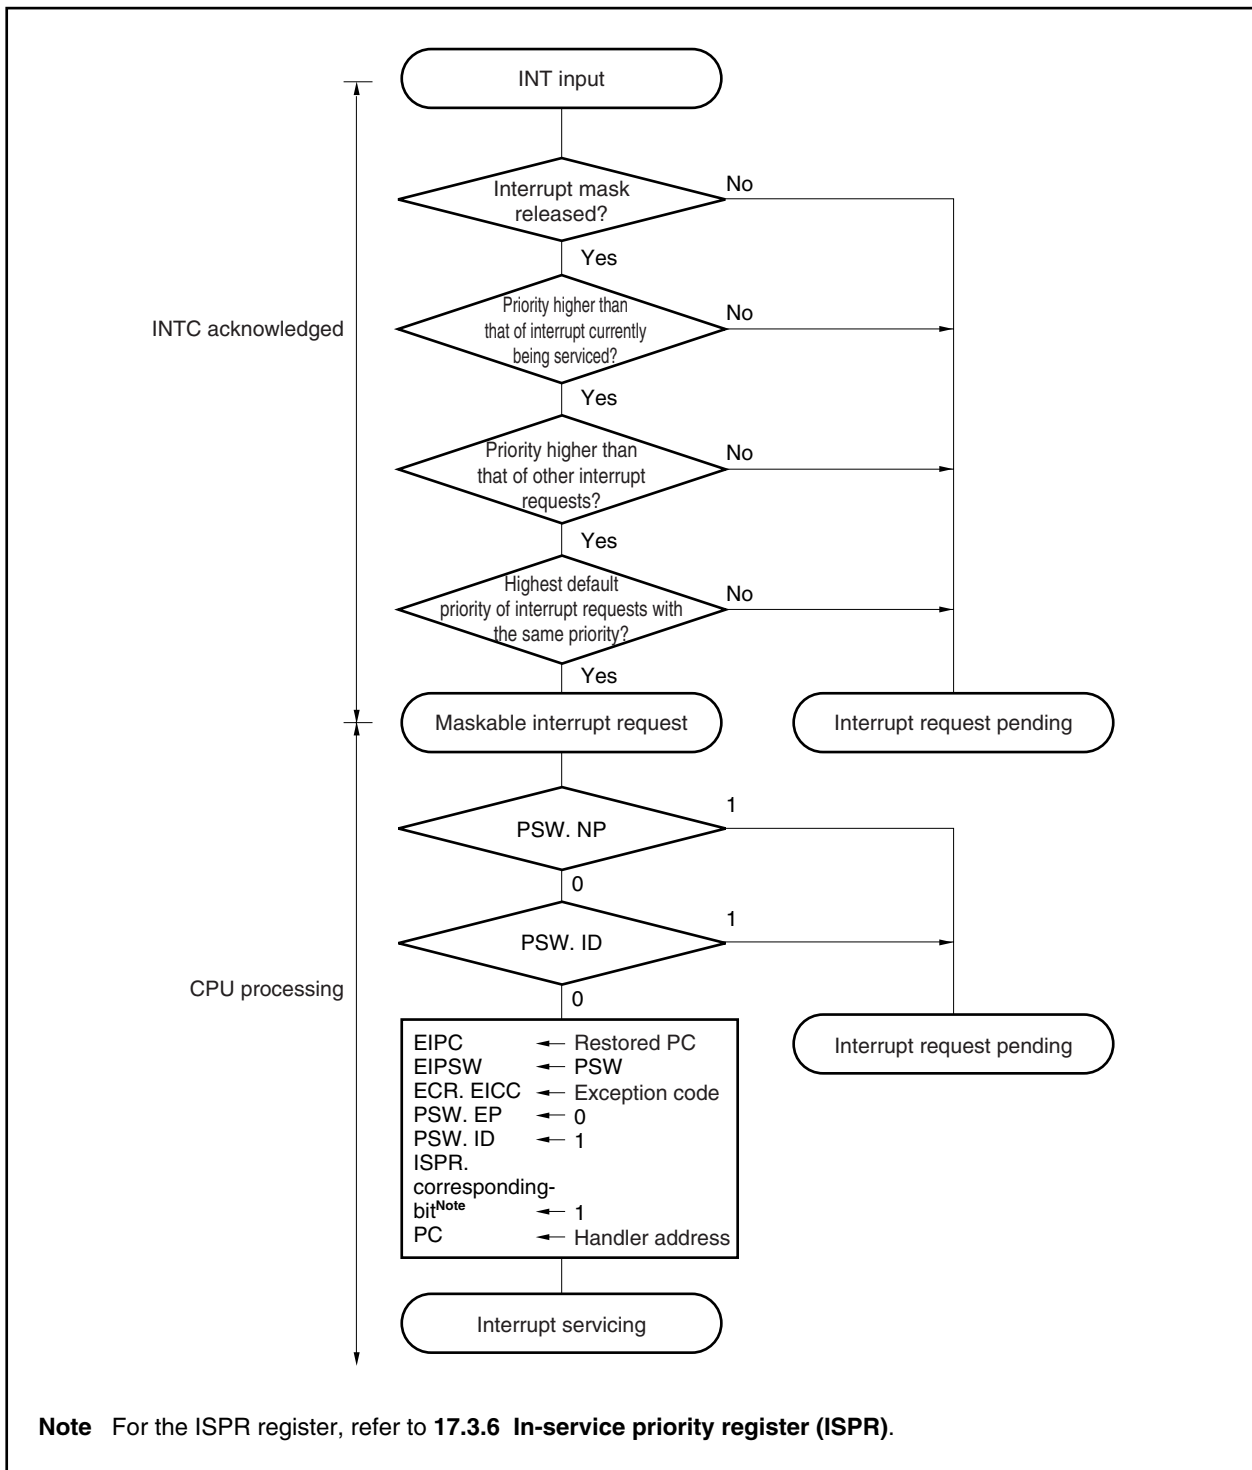 INT input
Interrupt mask
released?
No
Yes
Priority higher than
that of interrupt currently
being serviced?
No
INTC acknowledged
Yes
Priority higher than
that of other interrupt
requests?
No
Yes
Highest default
priority of interrupt requests with
the same priority?
No
Yes
Maskable interrupt request
Interrupt request pending
PSW. NP
1
0
PSW. ID
1
0
CPU processing
EIPC ← Restored PC
EIPSW ← PSW
ECR. EICC ← Exception code
PSW. EP ← 0
PSW. ID ← 1
ISPR.
corresponding-
bitNote ← 1
PC ← Handler address
Interrupt request pending
Interrupt servicing
Note For the ISPR register, refer to 17.3.6 In-service priority register (ISPR).